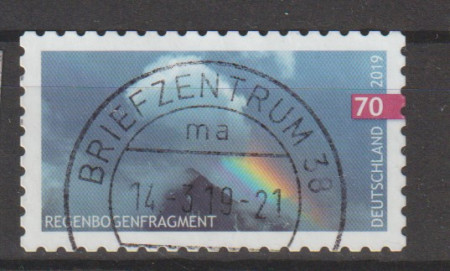 2019
70
DEUTSCHLAND
BRIEFZENTRUM 38
ma
14-3.19-21
REGENBOGENFRAGMENT